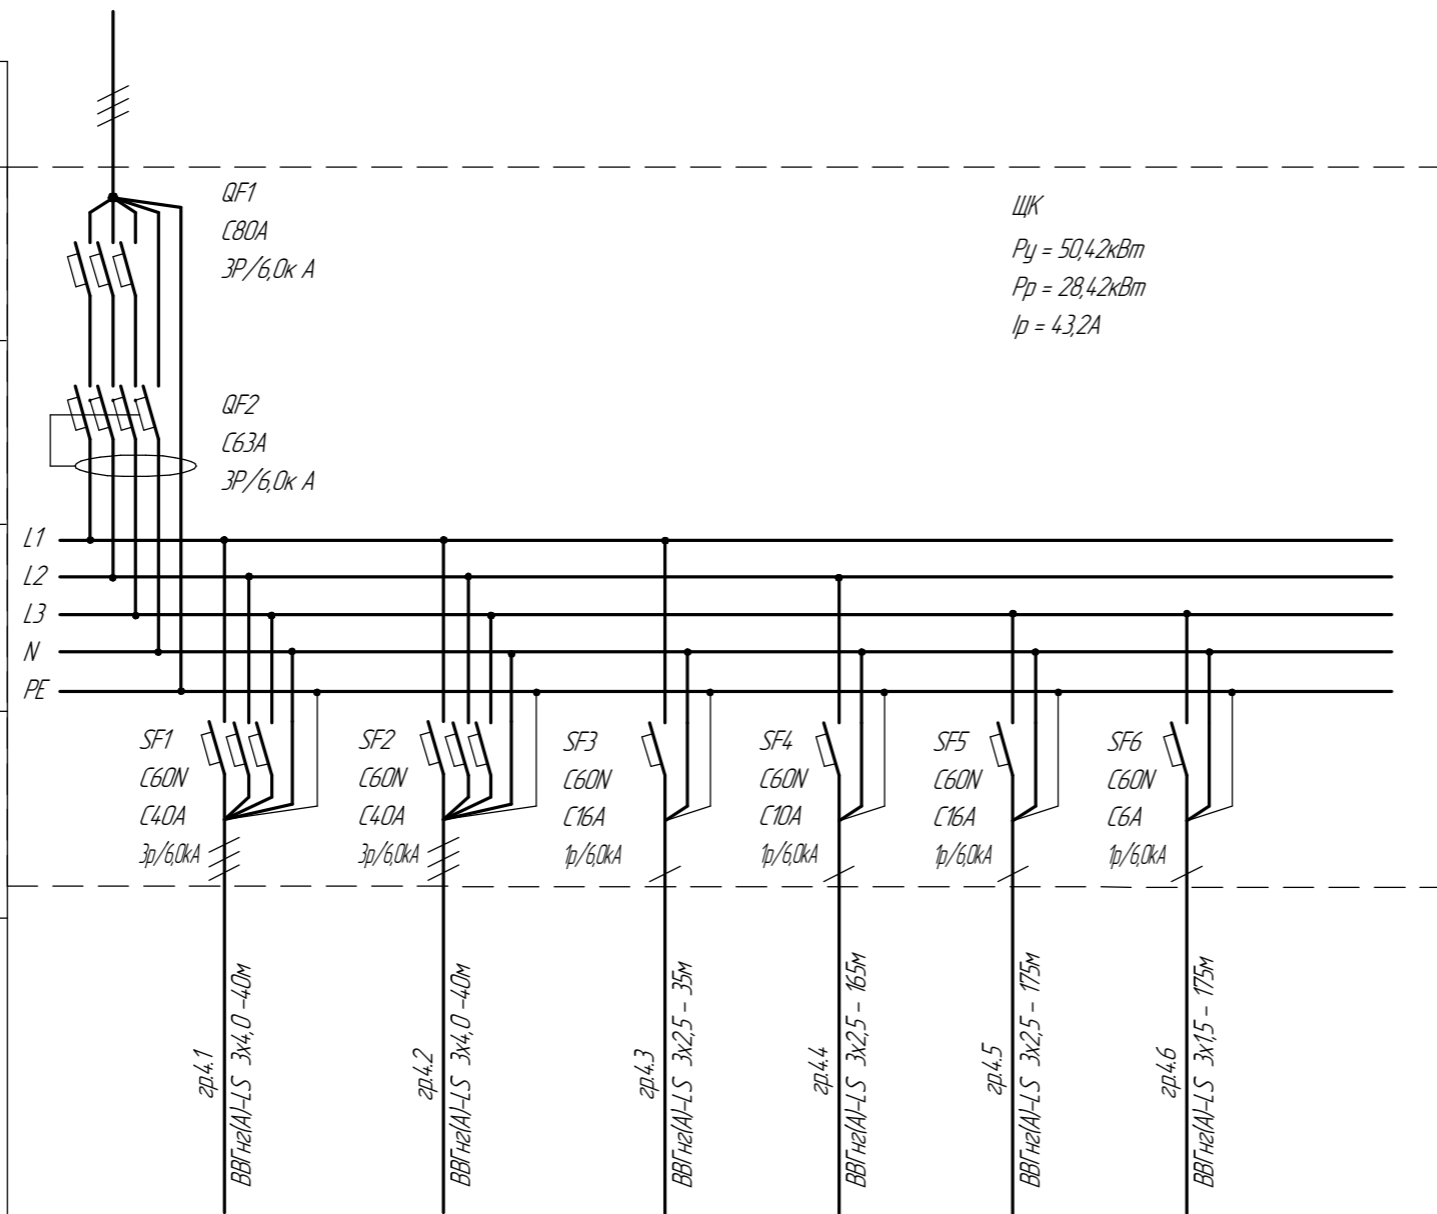 QF1
C80A
3P/6,0к А
ЩК
Ру = 50,42кВт
Рр = 28,42кВт
Iр = 43,2А
QF2
C63A
3P/6,0к А
L1
L2
L3
N
PE
SF1
C60N
C40A
3р/6,0кА
SF2
C60N
C40A
3р/6,0кА
SF3
C60N
C16A
1р/6,0кА
SF4
C60N
C10A
1р/6,0кА
SF5
C60N
C16A
1р/6,0кА
SF6
C60N
C6A
1р/6,0кА
гр.4.1
ВВГнг(А)-LS 3х4,0 -40м
гр.4.2
ВВГнг(А)-LS 3х4,0 -40м
гр.4.3
ВВГнг(А)-LS 3х2,5 - 35м
гр.4.4
ВВГнг(А)-LS 3х2,5 - 165м
гр.4.5
ВВГнг(А)-LS 3х2,5 - 175м
гр.4.6
ВВГнг(А)-LS 3х1,5 - 175м